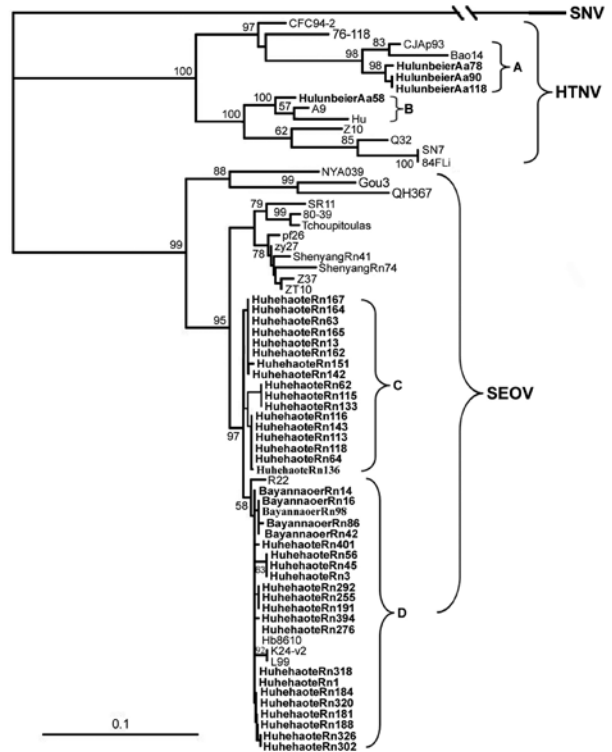 SNV
CFC94-2
97
76-118
83
CJAp93
98
Bao14
98
HulunbeierAa78
A
HulunbeierAa90
HulunbeierAa118
HTNV
100
100
HulunbeierAa58
57
A9
B
100
Hu
Z10
62
85
Q32
SN7
100
84FLi
88
NYA039
99
Gou3
QH367
99
79
SR11
99
80-39
Tchoupitoulas
pf26
78
zy27
ShenyangRn41
ShenyangRn74
Z37
ZT10
95
HuhehaoteRn167
HuhehaoteRn164
HuhehaoteRn63
HuhehaoteRn165
HuhehaoteRn13
HuhehaoteRn162
HuhehaoteRn151
HuhehaoteRn142
C
HuhehaoteRn62
HuhehaoteRn115
SEOV
HuhehaoteRn133
HuhehaoteRn116
HuhehaoteRn143
97
HuhehaoteRn113
HuhehaoteRn118
HuhehaoteRn64
HuhehaoteRn136
R22
58
BayannaoerRn14
BayannaoerRn16
BayannaoerRn98
BayannaoerRn86
BayannaoerRn42
HuhehaoteRn401
HuhehaoteRn56
63
HuhehaoteRn45
HuhehaoteRn3
HuhehaoteRn292
HuhehaoteRn255
HuhehaoteRn191
D
HuhehaoteRn394
HuhehaoteRn276
Hb8610
92
K24-v2
L99
HuhehaoteRn318
HuhehaoteRn1
HuhehaoteRn184
HuhehaoteRn320
HuhehaoteRn181
HuhehaoteRn188
0.1
HuhehaoteRn326
HuhehaoteRn302